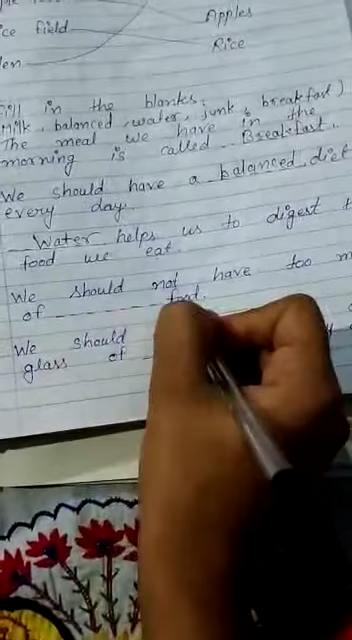 Apples
ice field
Rice
in the blanks.
Milk, balanced, water, junk, breakfast)
The meal we have in the
morning is called Breakfast.
We should have a balanced diet
every day.
Water helps us to digest
food we eat.
We should not have too
of food.
We should
glass of